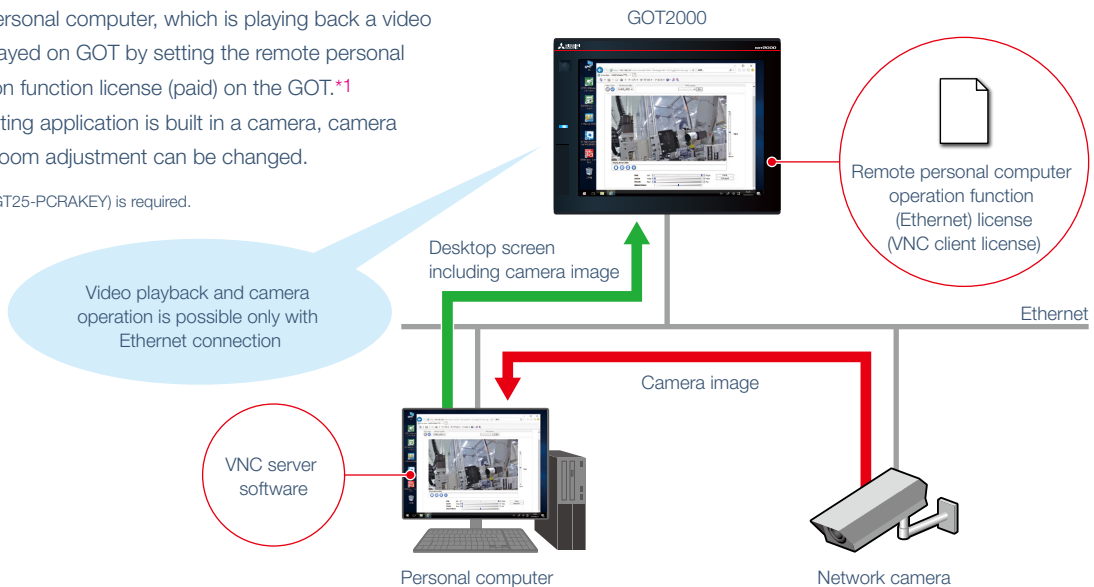 ersonal computer, which is playing back a video
ayed on GOT by setting the remote personal
on function license (paid) on the GOT.*1
ting application is built in a camera, camera
oom adjustment can be changed.
GT25-PCRAKEY) is required.
GOT2000
Remote personal computer
operation function
(Ethernet) license
(VNC client license)
Desktop screen
including camera image
Video playback and camera
operation is possible only with
Ethernet connection
Ethernet
Camera image
VNC server
software
Personal computer
Network camera